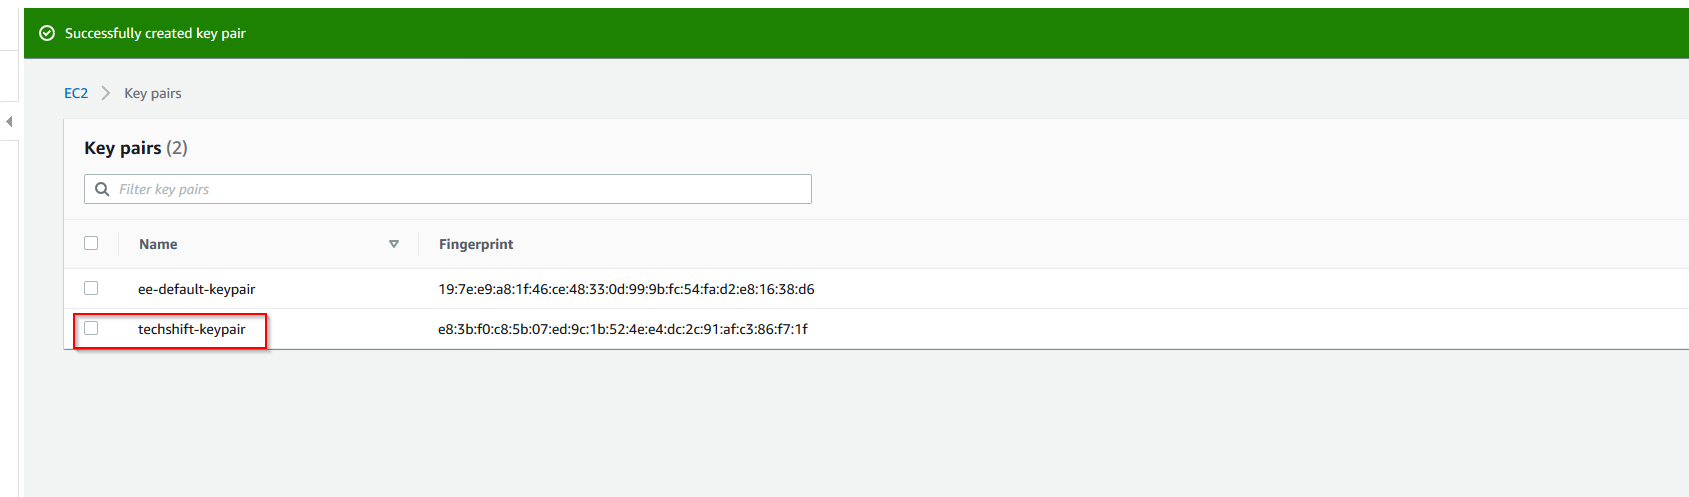 Successfully created key pair
EC2 Key pairs
Key pairs (2)
Filter key pairs
Name Fingerprint
ee-default-keypair 19:7e:e9:a8:1f:46:ce:48:33:0d:99:9b:fc:54:fa:d2:e8:16:38:d6
techshift-keypair e8:3b:f0:c8:5b:07:ed:9c:1b:52:4e:e4:dc:2c:91:af:c3:86:f7:1f